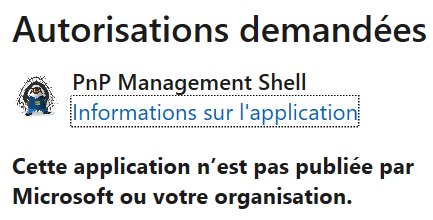 Autorisations demandées
PnP Management Shell
Informations sur l'application
Cette application n’est pas publiée par
Microsoft ou votre organisation.